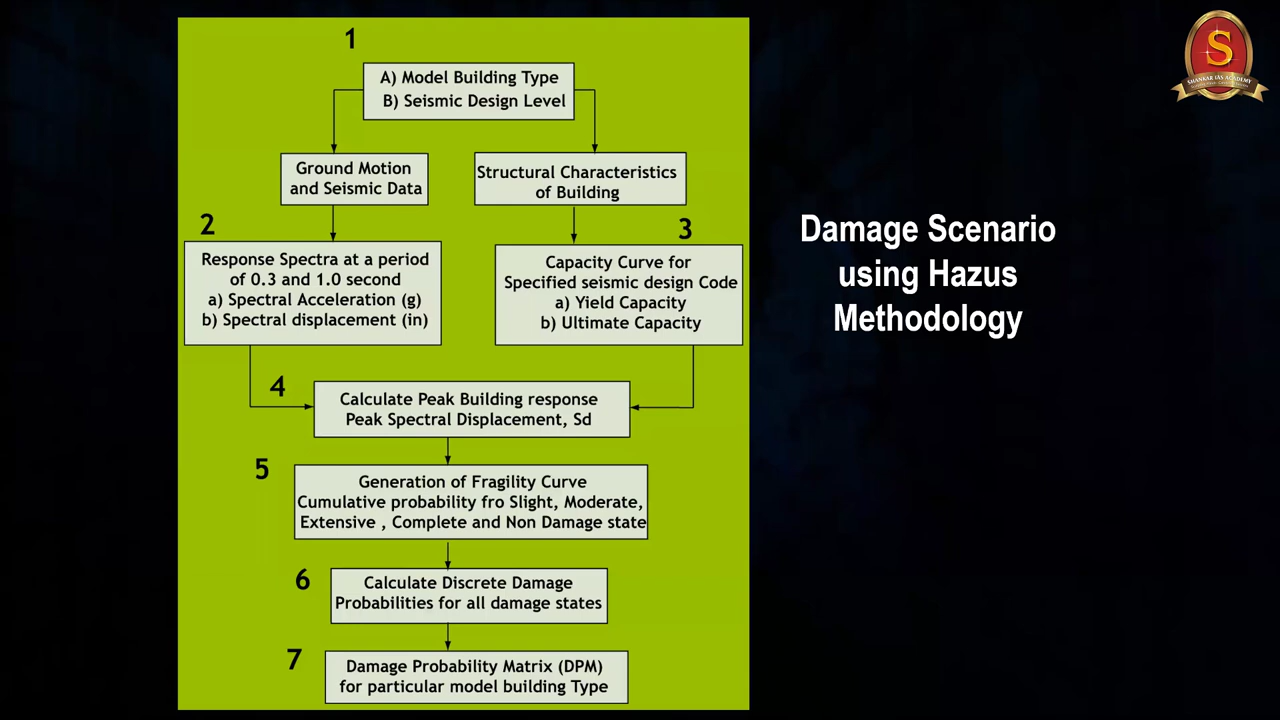 1
A) Model Building Type
B) Seismic Design Level
Ground Motion
and Seismic Data
Structural Characteristics
of Building
2
Response Spectra at a period
of 0.3 and 1.0 second
a) Spectral Acceleration (g)
b) Spectral displacement (in)
3
Capacity Curve for
Specified seismic design Code
a) Yield Capacity
b) Ultimate Capacity
4
Calculate Peak Building response
Peak Spectral Displacement, Sd
5
Generation of Fragility Curve
Cumulative probability fro Slight, Moderate,
Extensive , Complete and Non Damage state
6
Calculate Discrete Damage
Probabilities for all damage states
7
Damage Probability Matrix (DPM)
for particular model building Type
Damage Scenario
using Hazus
Methodology
S
SHANKAR IAS ACADEMY